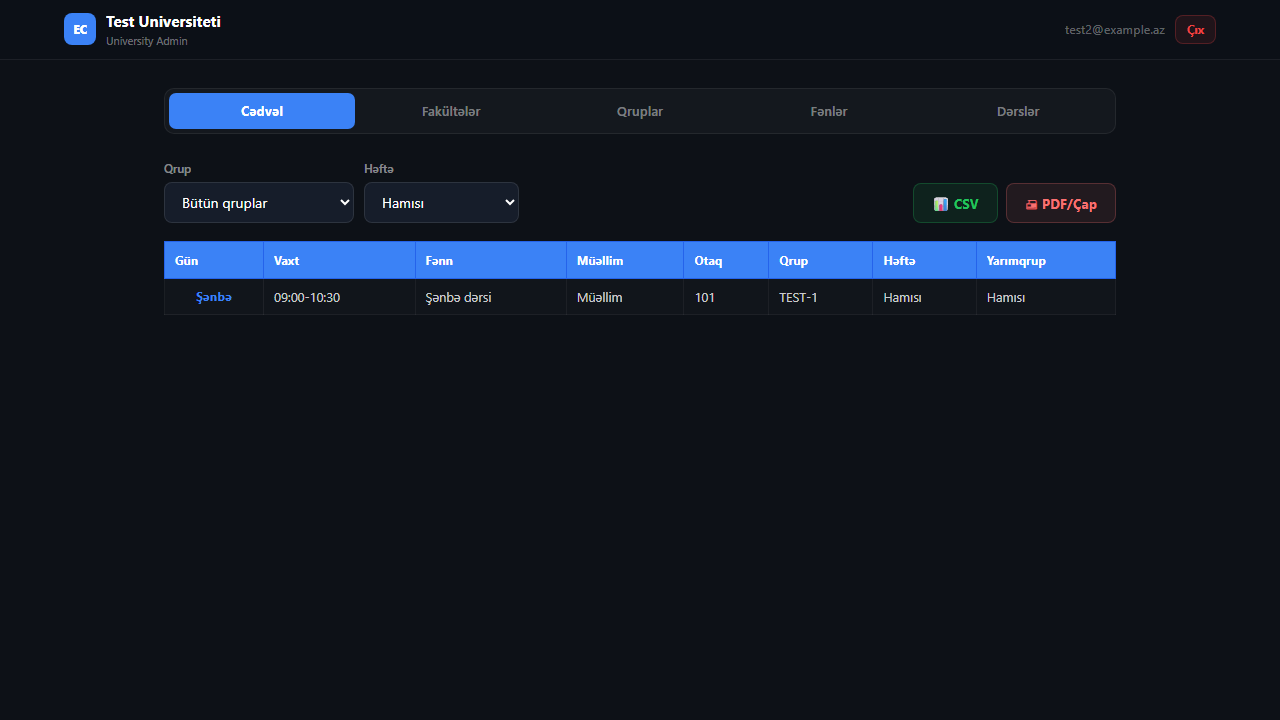 EC
Test Universiteti
University Admin
test2@example.az
Çıx
Cədvəl Fakültələr Qruplar Fənlər Dərslər
Qrup Həftə
Bütün qruplar Hamısı CSV PDF/Çap
Gün Vaxt Fənn Müəllim Otaq Qrup Həftə Yarımqrup
Şənbə 09:00-10:30 Şənbə dərsi Müəllim 101 TEST-1 Hamısı Hamısı